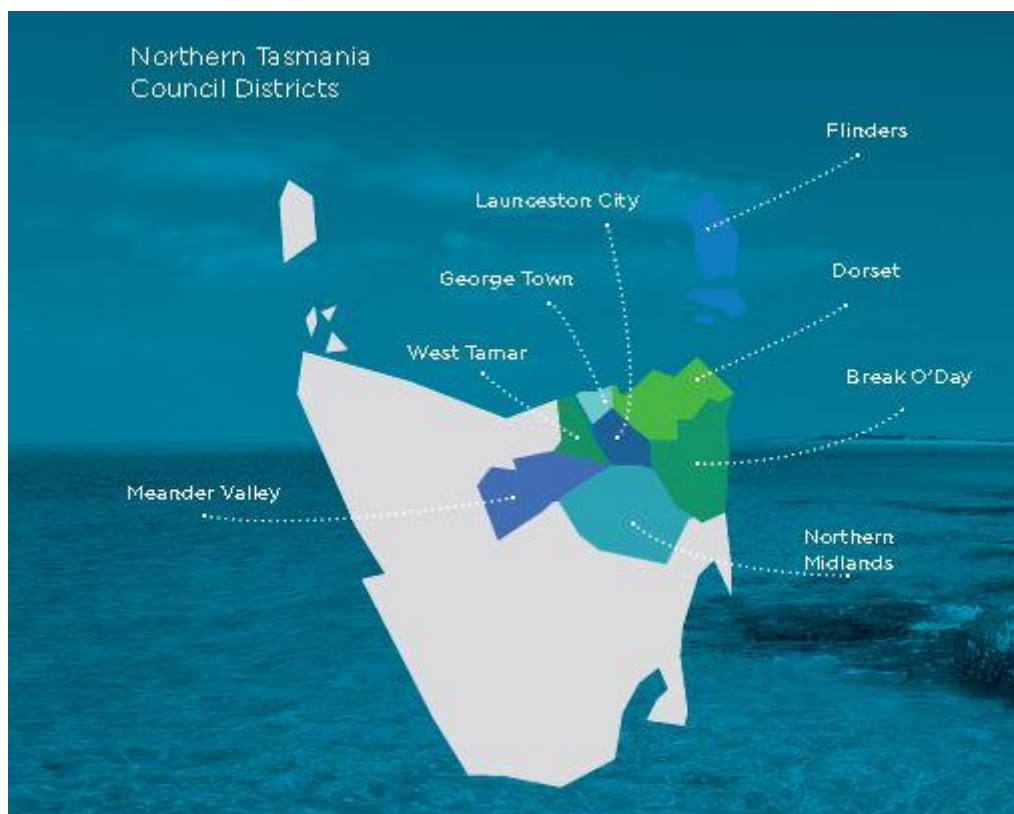 Northern Tasmania
Council Districts
Flinders
Launceston City
George Town
Dorset
West Tamar
Break O'Day
Meander Valley
Northern
Midlands